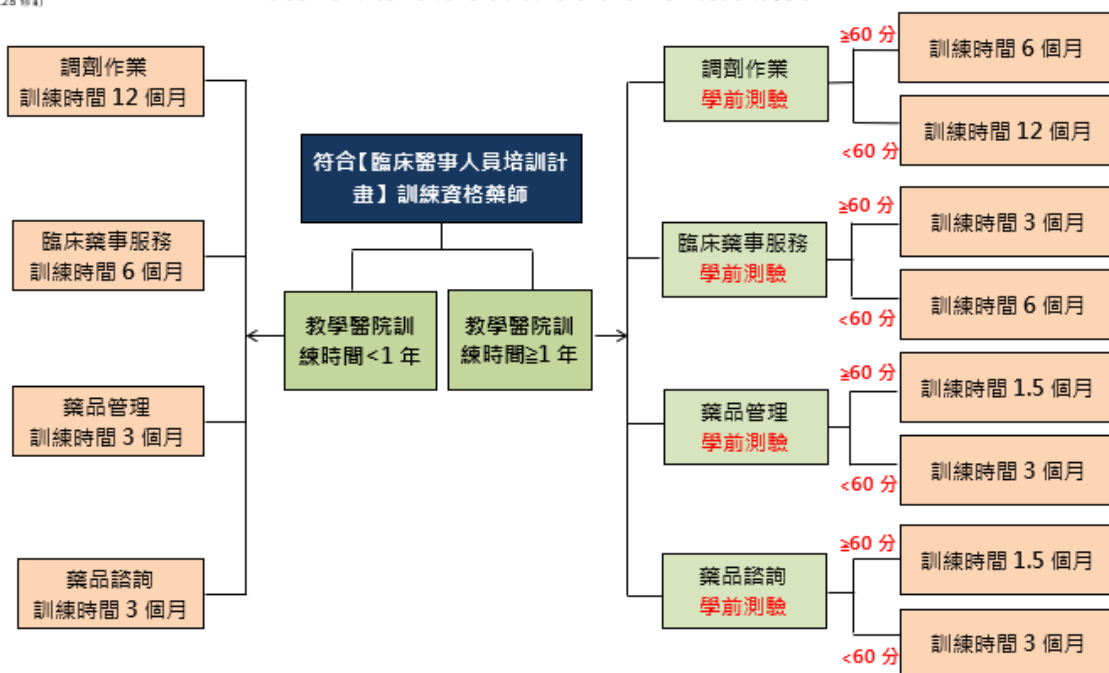 調劑作業
訓練時間 12 個月
臨床藥事服務
訓練時間 6 個月
藥品管理
訓練時間 3 個月
藥品諮詢
訓練時間 3 個月
符合【臨床醫事人員培訓計
畫】訓練資格藥師
教學醫院訓
練時間<1 年
教學醫院訓
練時間≧1 年
調劑作業
學前測驗
≧60 分
訓練時間 6 個月
<60 分
訓練時間 12 個月
臨床藥事服務
學前測驗
≧60 分
訓練時間 3 個月
<60 分
訓練時間 6 個月
藥品管理
學前測驗
≧60 分
訓練時間 1.5 個月
<60 分
訓練時間 3 個月
藥品諮詢
學前測驗
≧60 分
訓練時間 1.5 個月
<60 分
訓練時間 3 個月